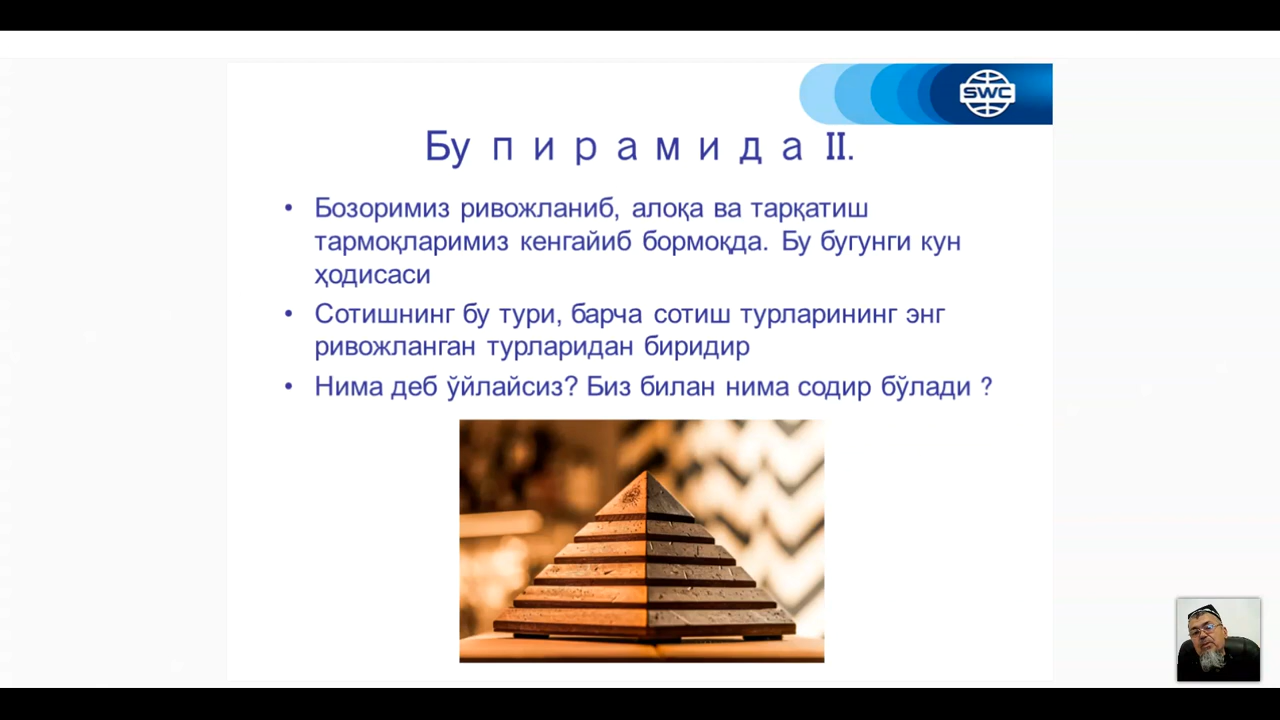 SWC
Бу п и р а м и д а II.
• Бозоримиз ривожланиб, алоқа ва тарқатиш
тармоқларимиз кенгайиб бормоқда. Бу бугунги кун
ҳодисаси
• Сотишнинг бу тури, барча сотиш турларининг энг
ривожланган турларидан биридир
• Нима деб ўйлайсиз? Биз билан нима содир бўлади ?